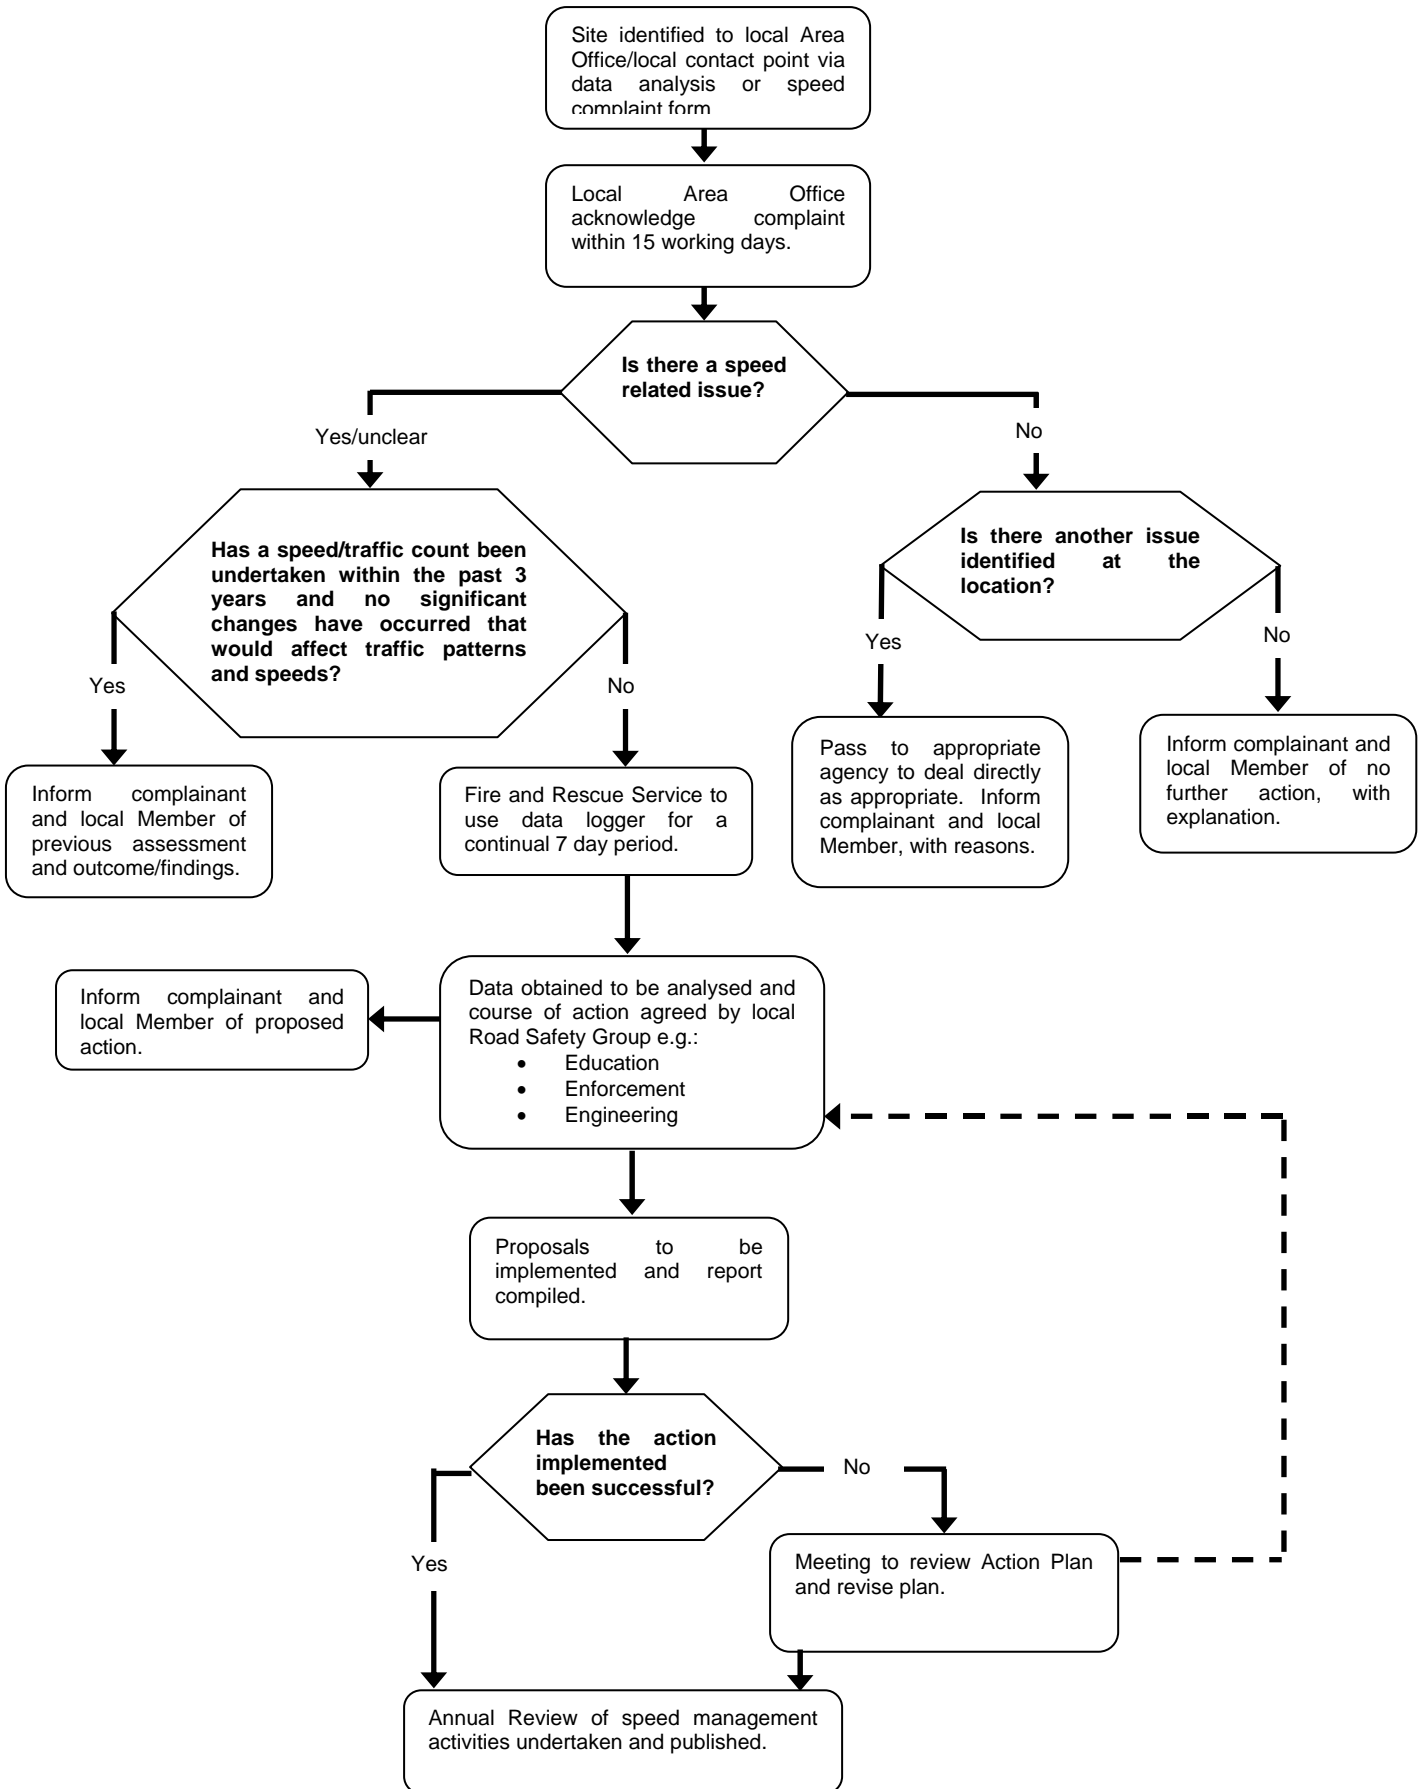 Site identified to local Area
Office/local contact point via
data analysis or speed
complaint form
Local Area Office
acknowledge complaint
within 15 working days.
Is there a speed
related issue?
Yes/unclear
No
Has a speed/traffic count been
undertaken within the past 3
years and no significant
changes have occurred that
would affect traffic patterns
and speeds?
Is there another issue
identified at the
location?
Yes
No
Yes
No
Inform complainant
and local Member of
previous assessment
and outcome/findings.
Fire and Rescue Service to
use data logger for a
continual 7 day period.
Pass to appropriate
agency to deal directly
as appropriate. Inform
complainant and local
Member, with reasons.
Inform complainant and
local Member of no
further action, with
explanation.
Inform complainant and
local Member of proposed
action.
Data obtained to be analysed and
course of action agreed by local
Road Safety Group e.g.:
• Education
• Enforcement
• Engineering
Proposals to be
implemented and report
compiled.
Has the action
implemented
been successful?
No
Yes
Meeting to review Action Plan
and revise plan.
Annual Review of speed management
activities undertaken and published.